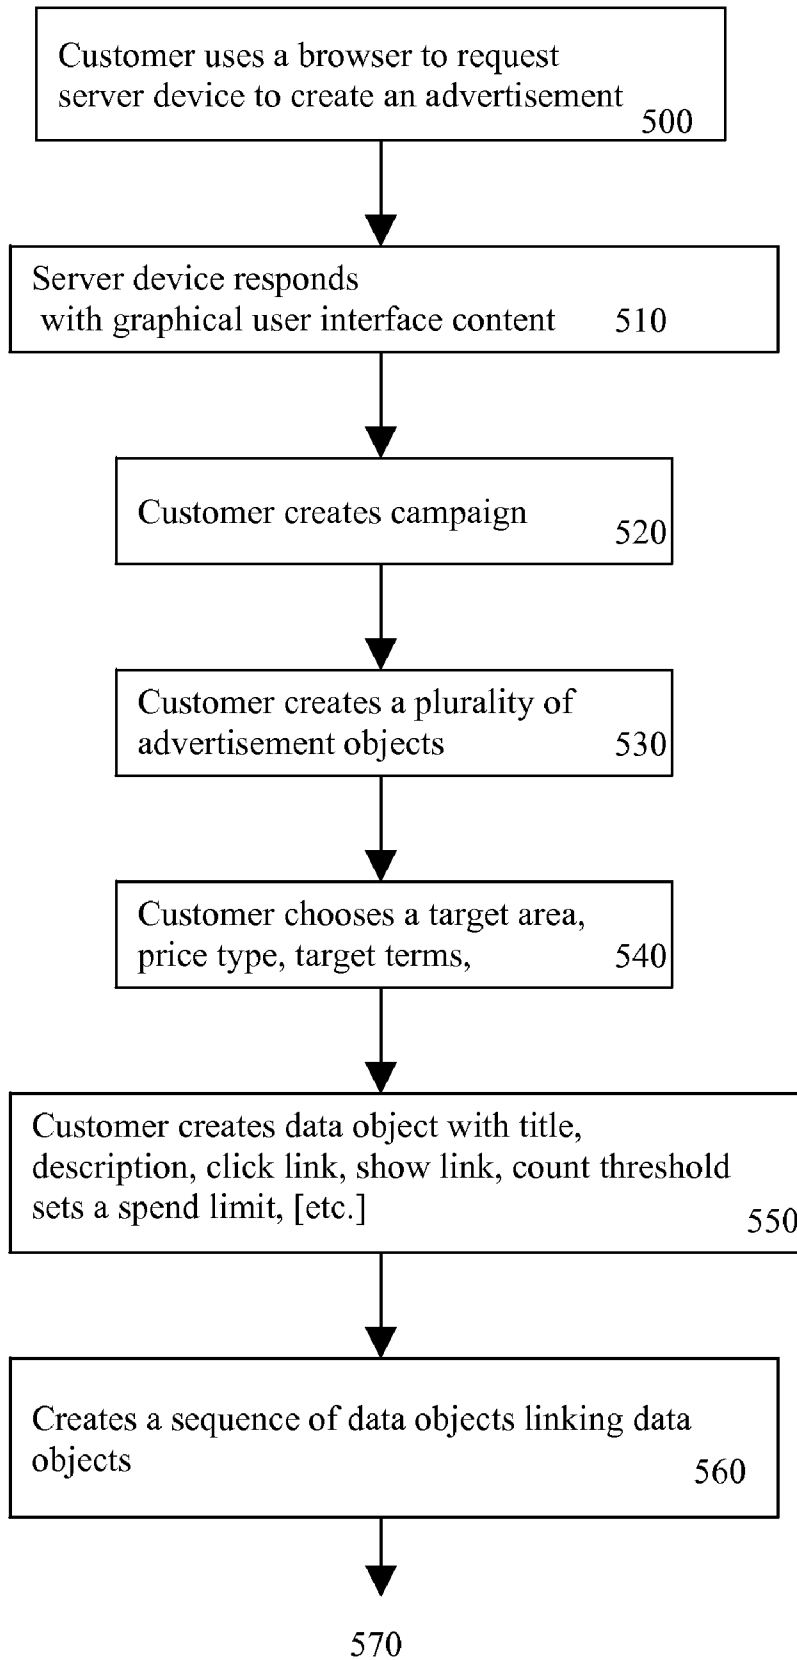 Customer uses a browser to request
server device to create an advertisement
500
Server device responds
with graphical user interface content 510
Customer creates campaign
520
Customer creates a plurality of
advertisement objects 530
Customer chooses a target area,
price type, target terms, 540
Customer creates data object with title,
description, click link, show link, count threshold
sets a spend limit, [etc.]
550
Creates a sequence of data objects linking data
objects
560
570